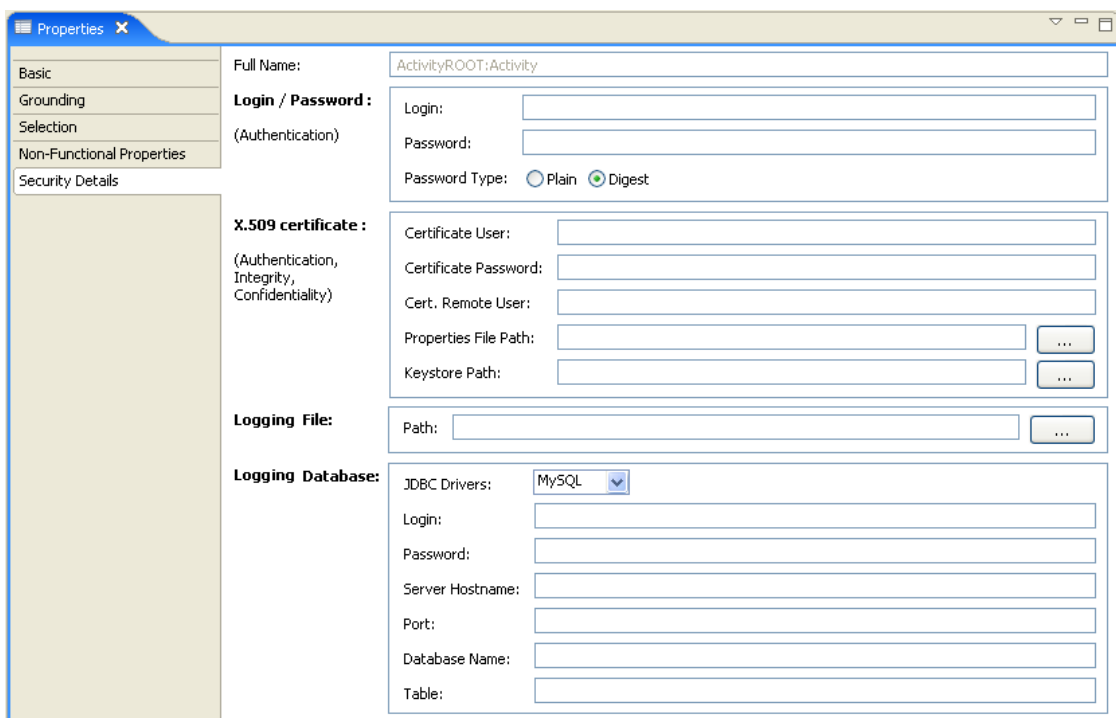 Properties
Basic
Grounding
Selection
Non-Functional Properties
Security Details
Full Name: ActivityROOT:Activity
Login / Password :
(Authentication)
Login:
Password:
Password Type: Plain Digest
X.509 certificate :
(Authentication,
Integrity,
Confidentiality)
Certificate User:
Certificate Password:
Cert. Remote User:
Properties File Path: ...
Keystore Path: ...
Logging File:
Path: ...
Logging Database:
JDBC Drivers: MySQL
Login:
Password:
Server Hostname:
Port:
Database Name:
Table: